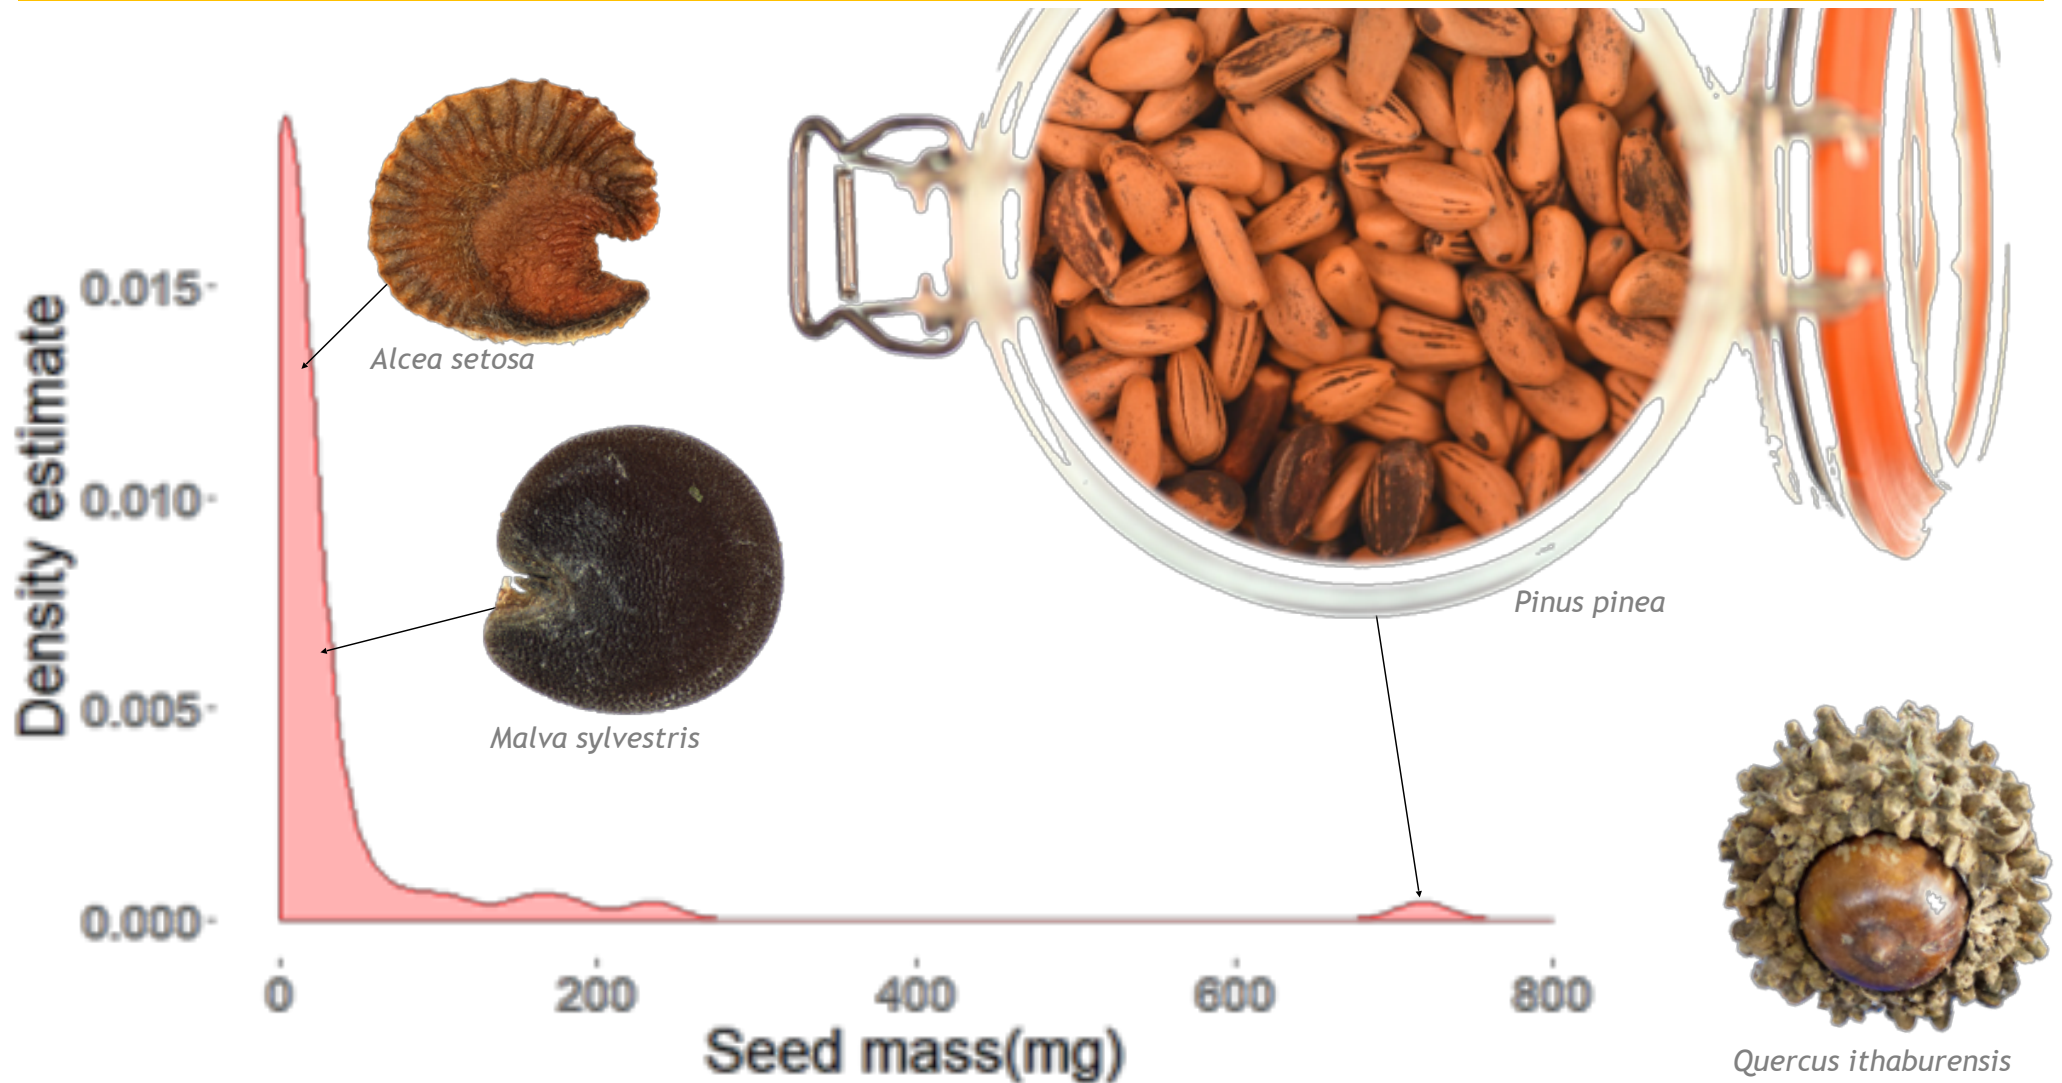 Alcea setosa
Malva sylvestris
Pinus pinea
Quercus ithaburensis
Density estimate
0.015
0.010
0.005
0.000
0
200
400
600
800
Seed mass(mg)